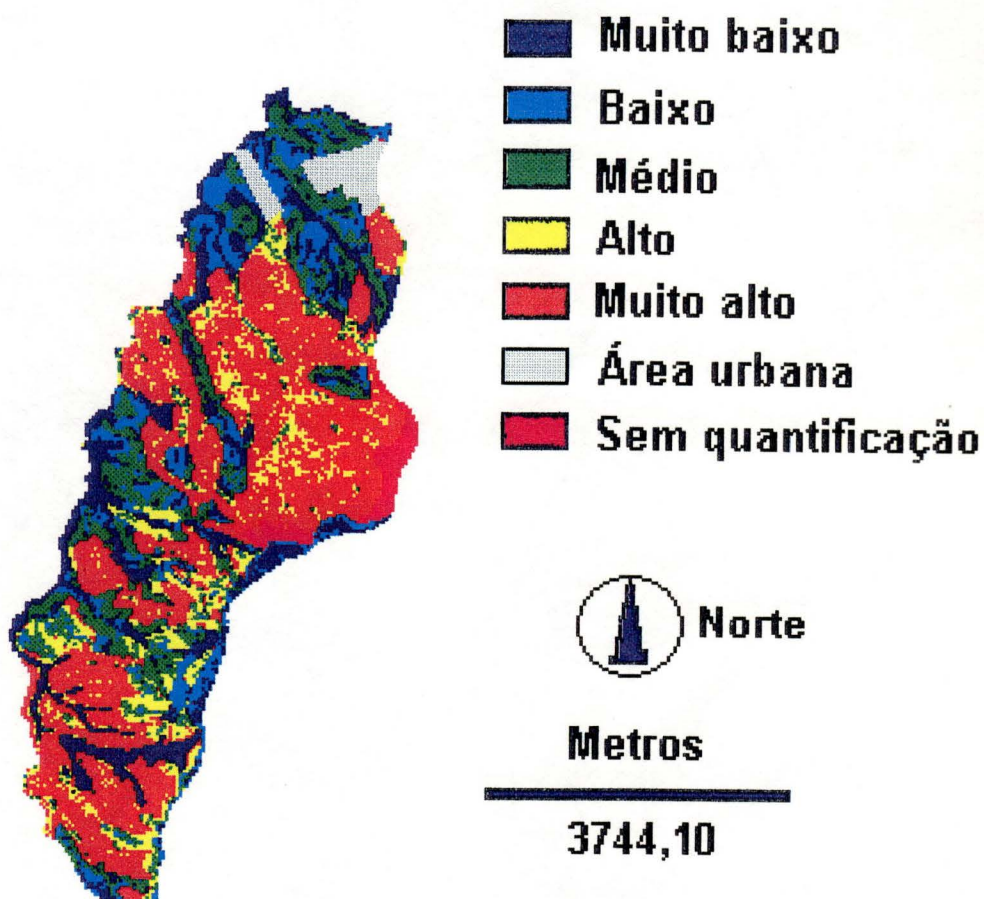 Muito baixo
Baixo
Médio
Alto
Muito alto
Área urbana
Sem quantificação
Norte
Metros
3744,10